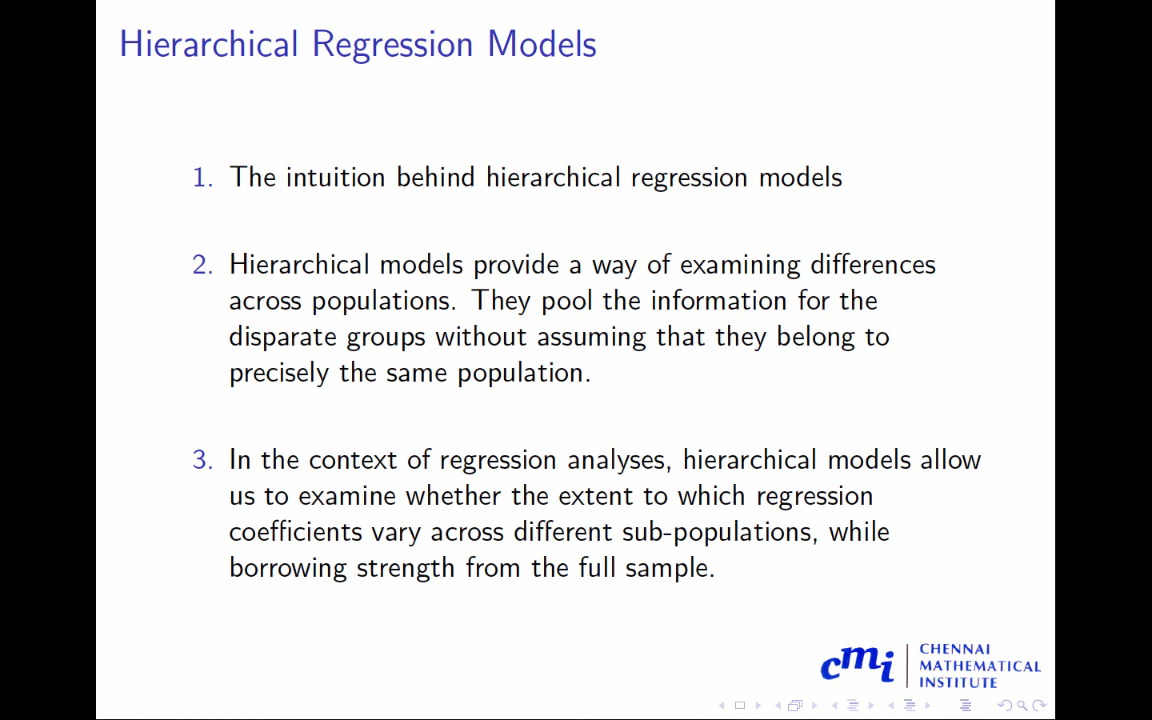 Hierarchical Regression Models
1. The intuition behind hierarchical regression models
2. Hierarchical models provide a way of examining differences
across populations. They pool the information for the
disparate groups without assuming that they belong to
precisely the same population.
3. In the context of regression analyses, hierarchical models allow
us to examine whether the extent to which regression
coefficients vary across different sub-populations, while
borrowing strength from the full sample.
cmi
CHENNAI
MATHEMATICAL
INSTITUTE